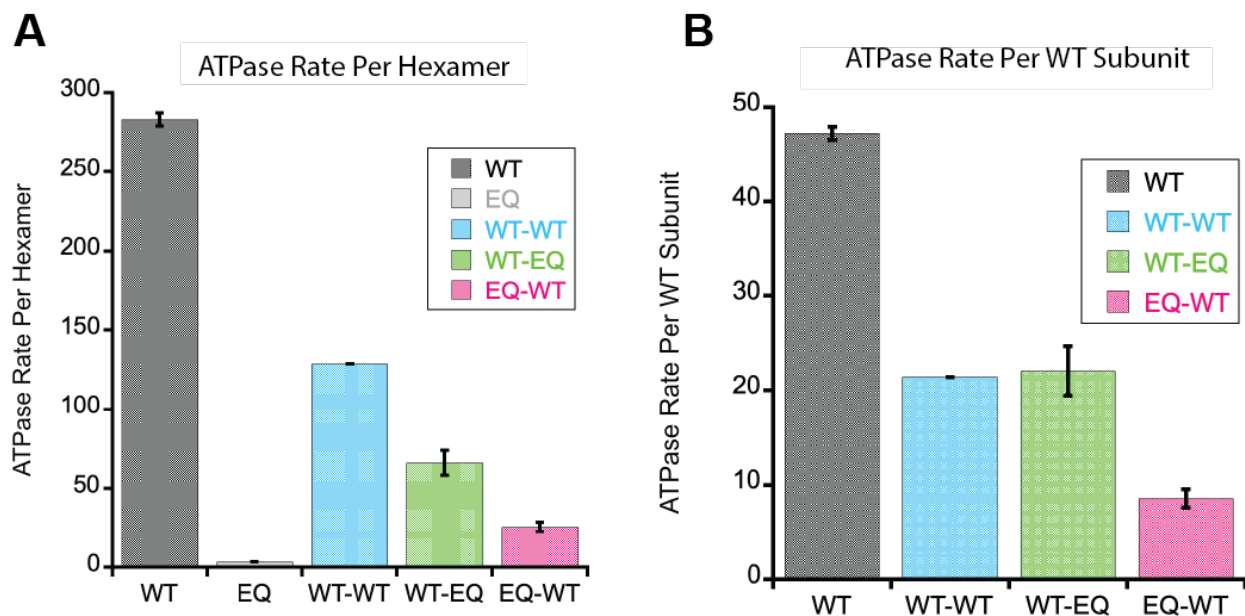 A
ATPase Rate Per Hexamer
ATPase Rate Per Hexamer
300
250
200
150
100
50
0
WT
EQ
WT-WT
WT-EQ
EQ-WT
WT EQ WT-WT WT-EQ EQ-WT
B
ATPase Rate Per WT Subunit
ATPase Rate Per WT Subunit
50
40
30
20
10
0
WT
WT-WT
WT-EQ
EQ-WT
WT WT-WT WT-EQ EQ-WT